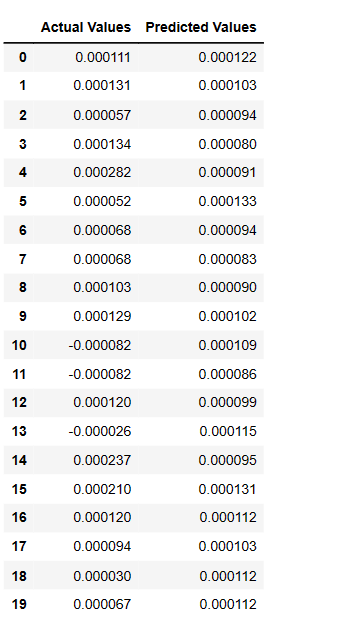 Actual Values Predicted Values
0 0.000111 0.000122
1 0.000131 0.000103
2 0.000057 0.000094
3 0.000134 0.000080
4 0.000282 0.000091
5 0.000052 0.000133
6 0.000068 0.000094
7 0.000068 0.000083
8 0.000103 0.000090
9 0.000129 0.000102
10 -0.000082 0.000109
11 -0.000082 0.000086
12 0.000120 0.000099
13 -0.000026 0.000115
14 0.000237 0.000095
15 0.000210 0.000131
16 0.000120 0.000112
17 0.000094 0.000103
18 0.000030 0.000112
19 0.000067 0.000112